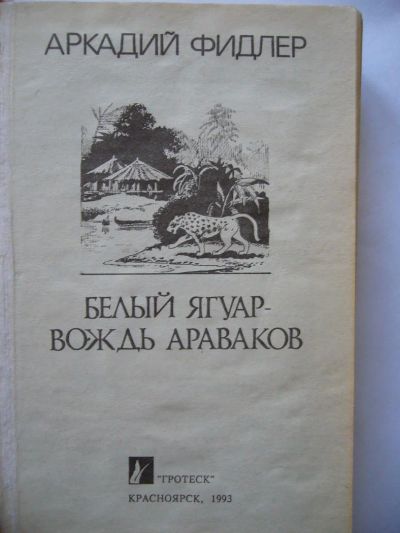 АРКАДИЙ ФИДЛЕР
БЕЛЫЙ ЯГУАР-
ВОЖДЬ АРАВАКОВ
"ГРОТЕСК"
КРАСНОЯРСК, 1993